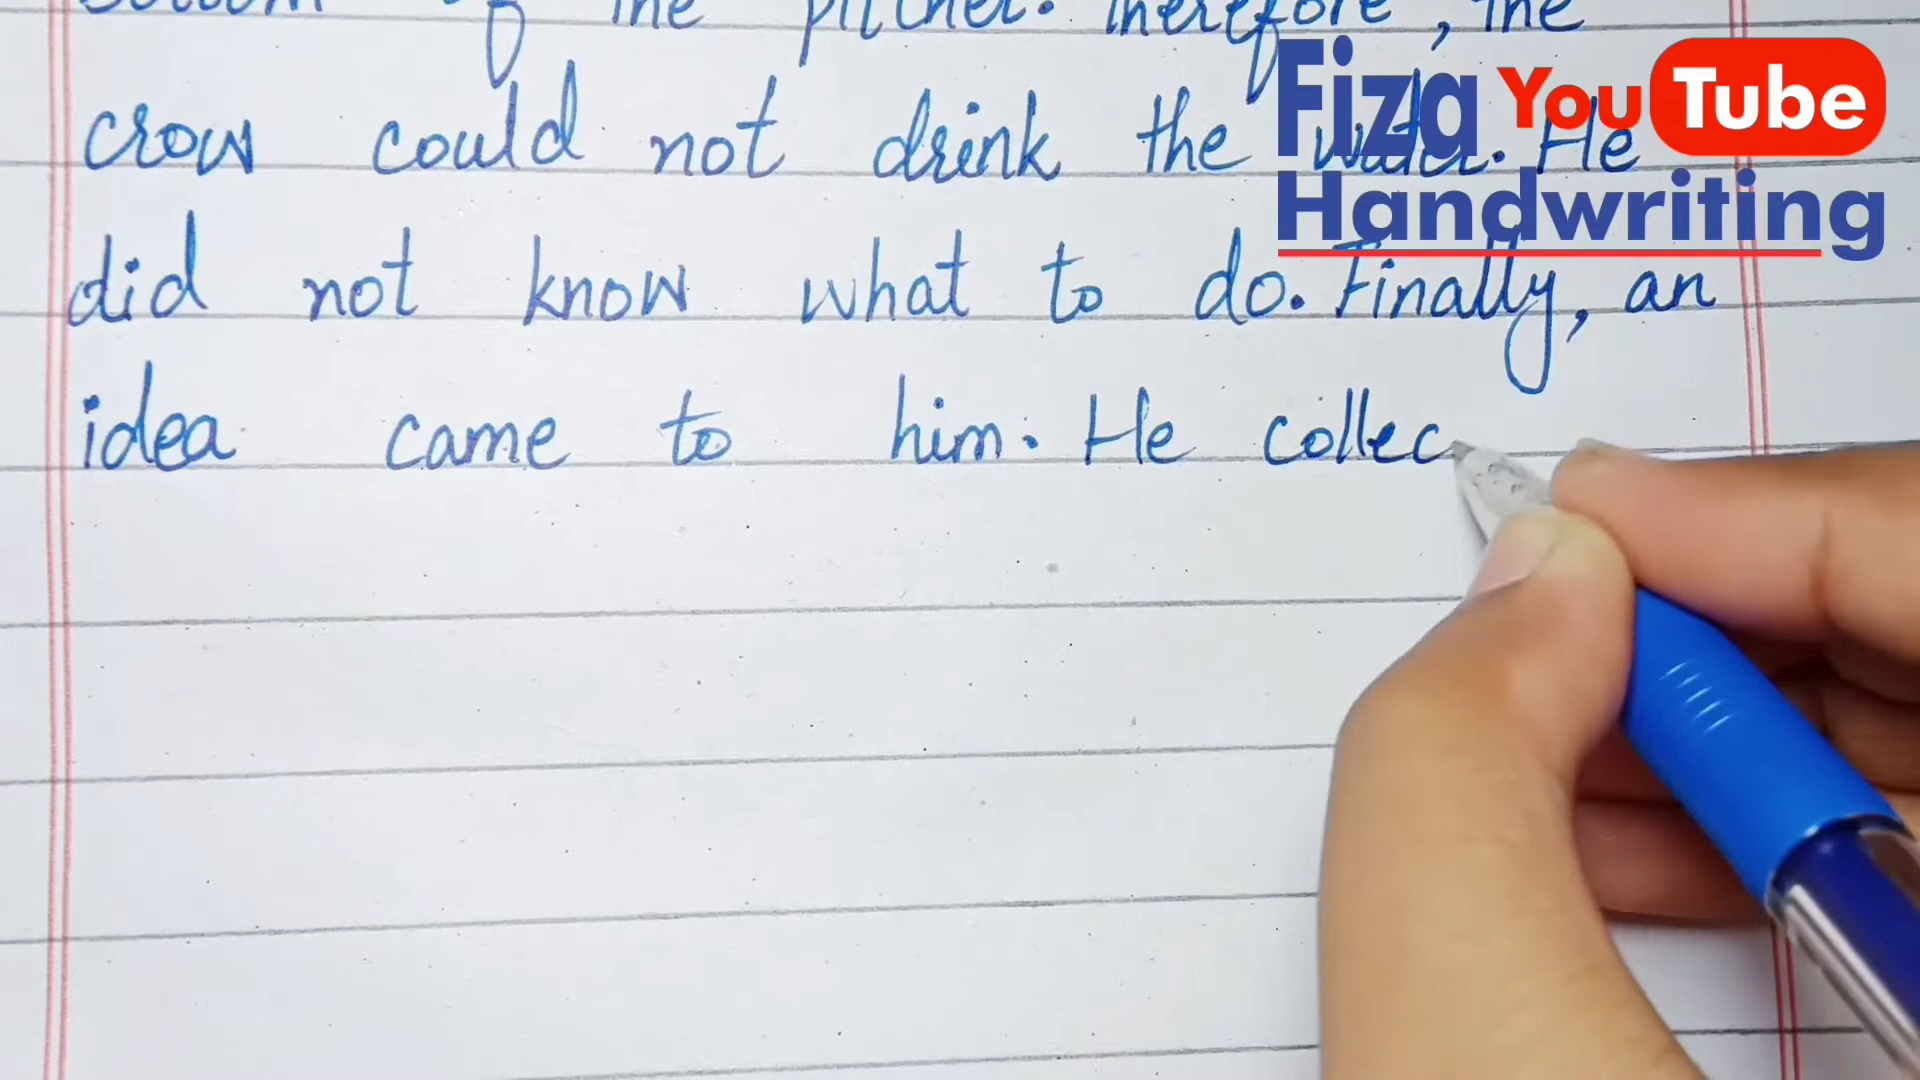 bottom of the pitcher. Therefore, the
Fiza YouTube
crow could not drink the water. He
Handwriting
did not know what to do. Finally, an
idea came to him. He collec